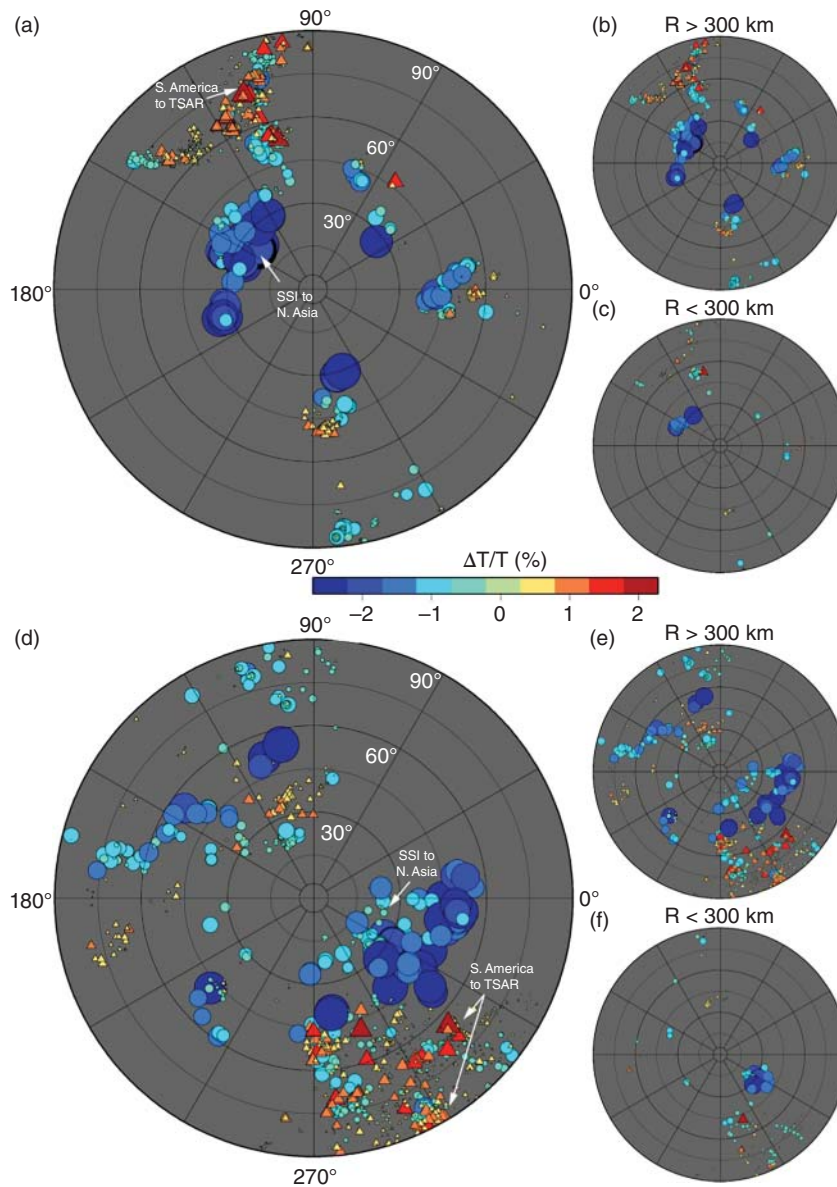 (a)
90°
90°
60°
30°
S. America
to TSAR
SSI to
N. Asia
180°
0°
270°
(b)
R > 300 km
(c)
R < 300 km
ΔT/T (%)
−2
−1
0
1
2
(d)
90°
90°
60°
30°
SSI to
N. Asia
S. America
to TSAR
180°
0°
270°
(e)
R > 300 km
(f)
R < 300 km